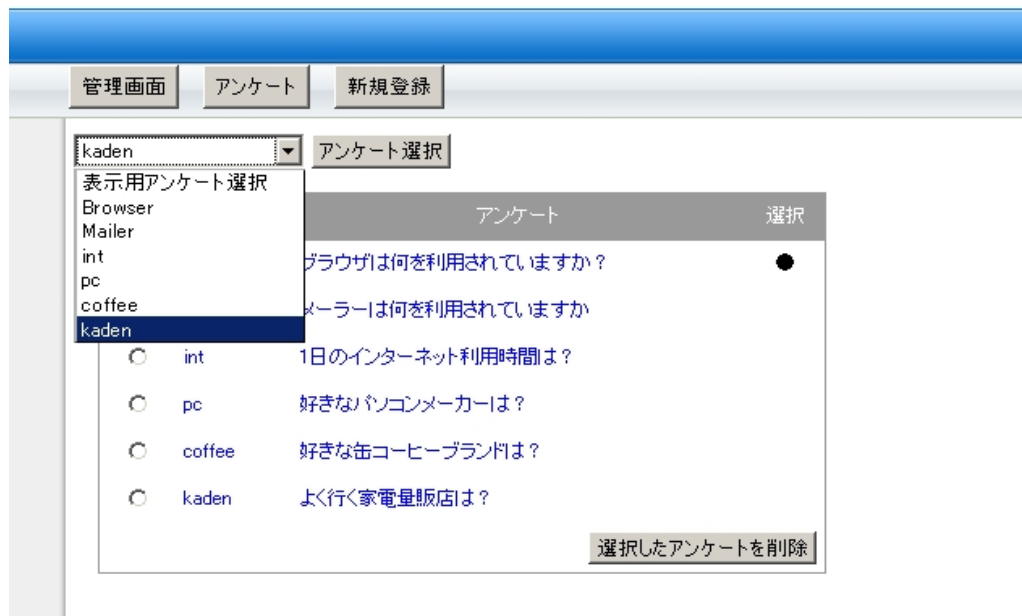 管理画面 アンケート 新規登録
kaden アンケート選択
表示用アンケート選択
Browser
Mailer
int
pc
coffee
kaden
アンケート 選択
ブラウザは何を利用されていますか？
メーラーは何を利用されていますか
int 1日のインターネット利用時間は？
pc 好きなパソコンメーカーは？
coffee 好きな缶コーヒーブランドは？
kaden よく行く家電量販店は？
選択したアンケートを削除